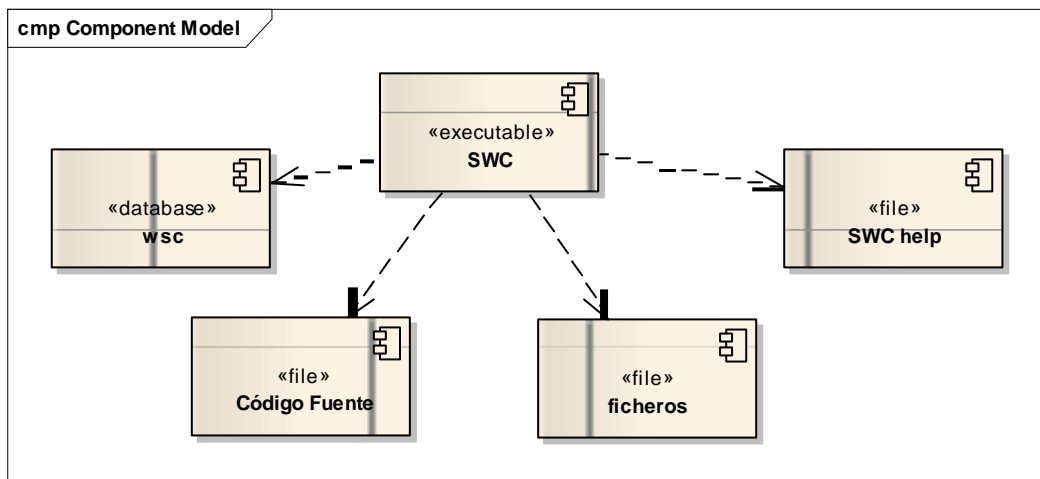 cmp Component Model
«executable»
SWC
«database»
wsc
«file»
SWC help
«file»
Código Fuente
«file»
ficheros